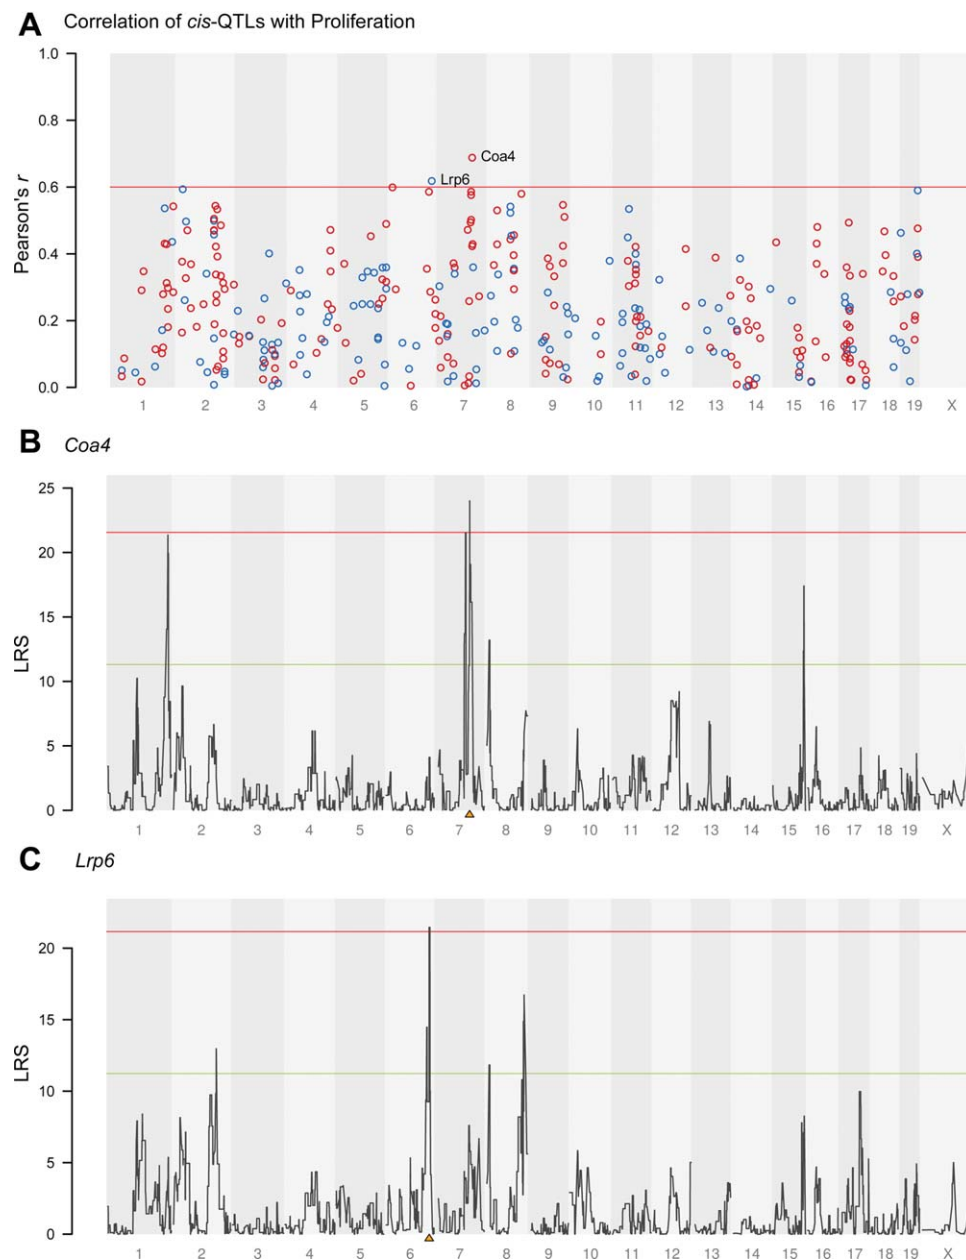 A Correlation of cis-QTLs with Proliferation
1.0
0.8
Coa4
Lrp6
0.6
Pearson's r
0.4
0.2
0.0
1 2 3 4 5 6 7 8 9 10 11 12 13 14 15 16 17 18 19 X
B Coa4
25
20
15
LRS
10
5
0
1 2 3 4 5 6 7 8 9 10 11 12 13 14 15 16 17 18 19 X
C Lrp6
20
15
LRS
10
5
0
1 2 3 4 5 6 7 8 9 10 11 12 13 14 15 16 17 18 19 X